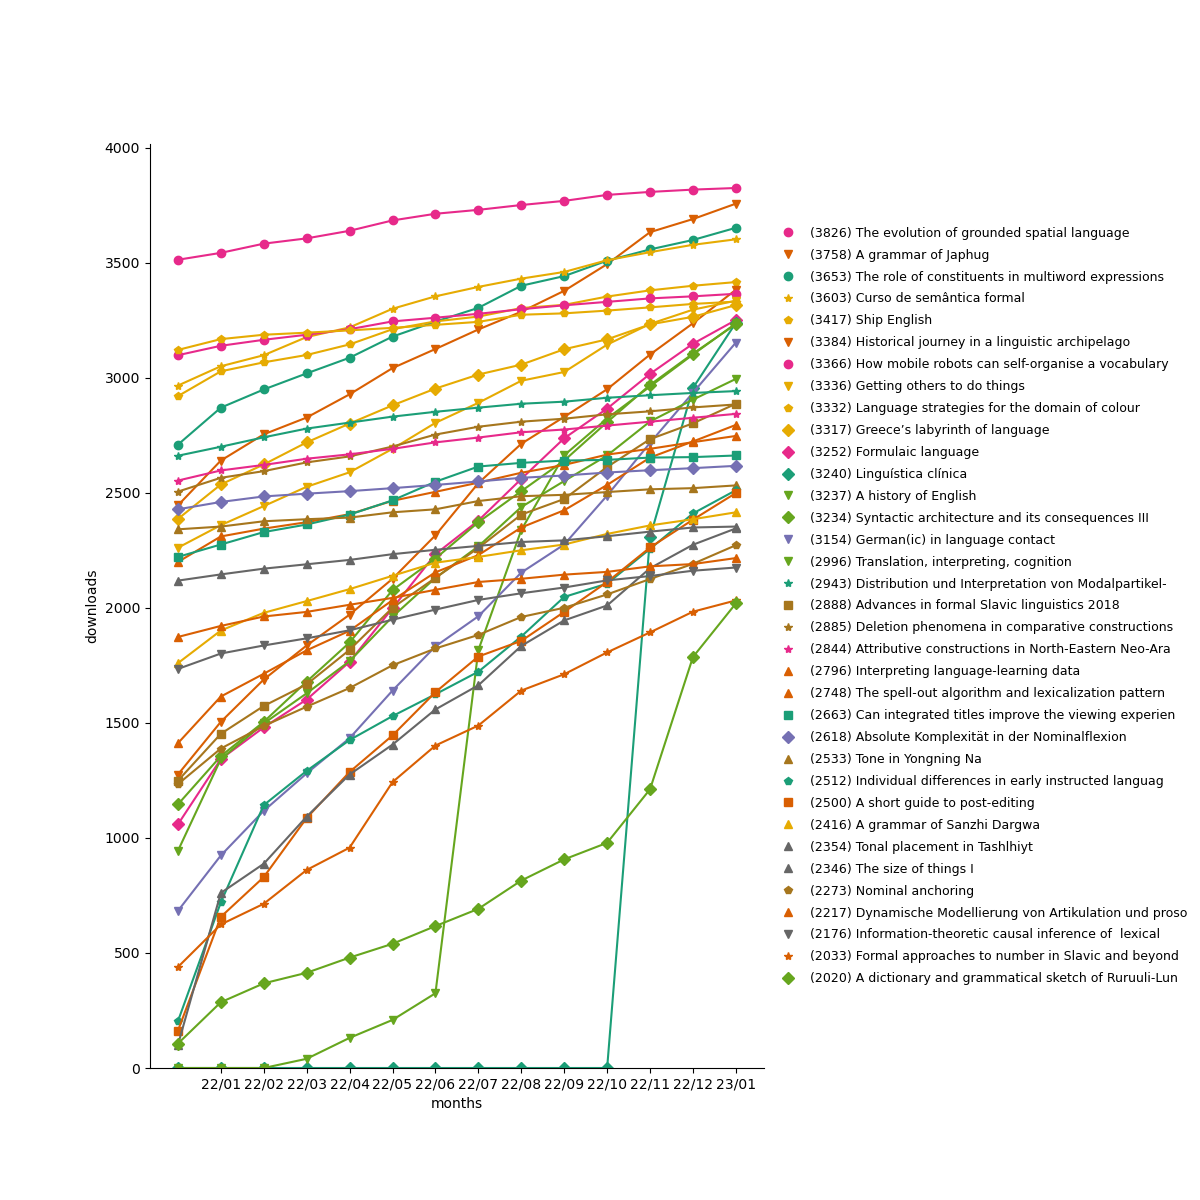 4000
3500
3000
2500
2000
1500
1000
500
0
downloads
22/01 22/02 22/03 22/04 22/05 22/06 22/07 22/08 22/09 22/10 22/11 22/12 23/01
months
(3826) The evolution of grounded spatial language
(3758) A grammar of Japhug
(3653) The role of constituents in multiword expressions
(3603) Curso de semântica formal
(3417) Ship English
(3384) Historical journey in a linguistic archipelago
(3366) How mobile robots can self-organise a vocabulary
(3336) Getting others to do things
(3332) Language strategies for the domain of colour
(3317) Greece’s labyrinth of language
(3252) Formulaic language
(3240) Linguística clínica
(3237) A history of English
(3234) Syntactic architecture and its consequences III
(3154) German(ic) in language contact
(2996) Translation, interpreting, cognition
(2943) Distribution und Interpretation von Modalpartikel-
(2888) Advances in formal Slavic linguistics 2018
(2885) Deletion phenomena in comparative constructions
(2844) Attributive constructions in North-Eastern Neo-Ara
(2796) Interpreting language-learning data
(2748) The spell-out algorithm and lexicalization pattern
(2663) Can integrated titles improve the viewing experien
(2618) Absolute Komplexität in der Nominalflexion
(2533) Tone in Yongning Na
(2512) Individual differences in early instructed languag
(2500) A short guide to post-editing
(2416) A grammar of Sanzhi Dargwa
(2354) Tonal placement in Tashlhiyt
(2346) The size of things I
(2273) Nominal anchoring
(2217) Dynamische Modellierung von Artikulation und proso
(2176) Information-theoretic causal inference of  lexical
(2033) Formal approaches to number in Slavic and beyond
(2020) A dictionary and grammatical sketch of Ruruuli-Lun